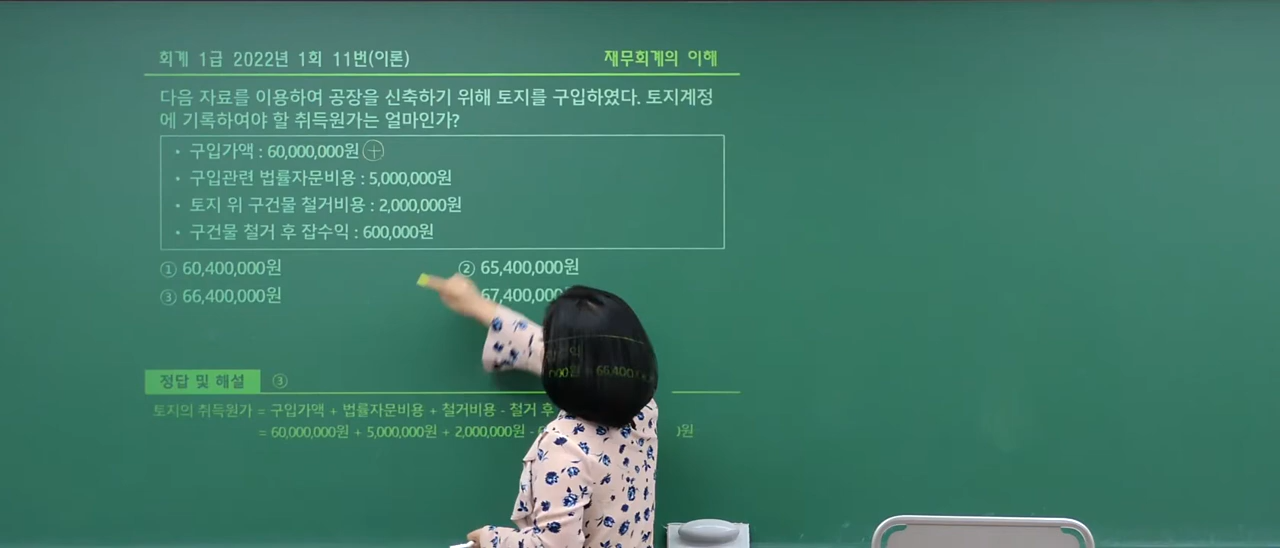 회계 1급 2022년 1회 11번(이론)
재무회계의 이해
다음 자료를 이용하여 공장을 신축하기 위해 토지를 구입하였다. 토지계정
에 기록하여야 할 취득원가는 얼마인가?
• 구입가액 : 60,000,000원 +
• 구입관련 법률자문비용 : 5,000,000원
• 토지 위 구건물 철거비용 : 2,000,000원
• 구건물 철거 후 잡수익 : 600,000원
① 60,400,000원 ② 65,400,000원
③ 66,400,000원 67,400,000
정답 및 해설 ③
토지의 취득원가 = 구입가액 + 법률자문비용 + 철거비용 - 철거 후
= 60,000,000원 + 5,000,000원 + 2,000,000원 -